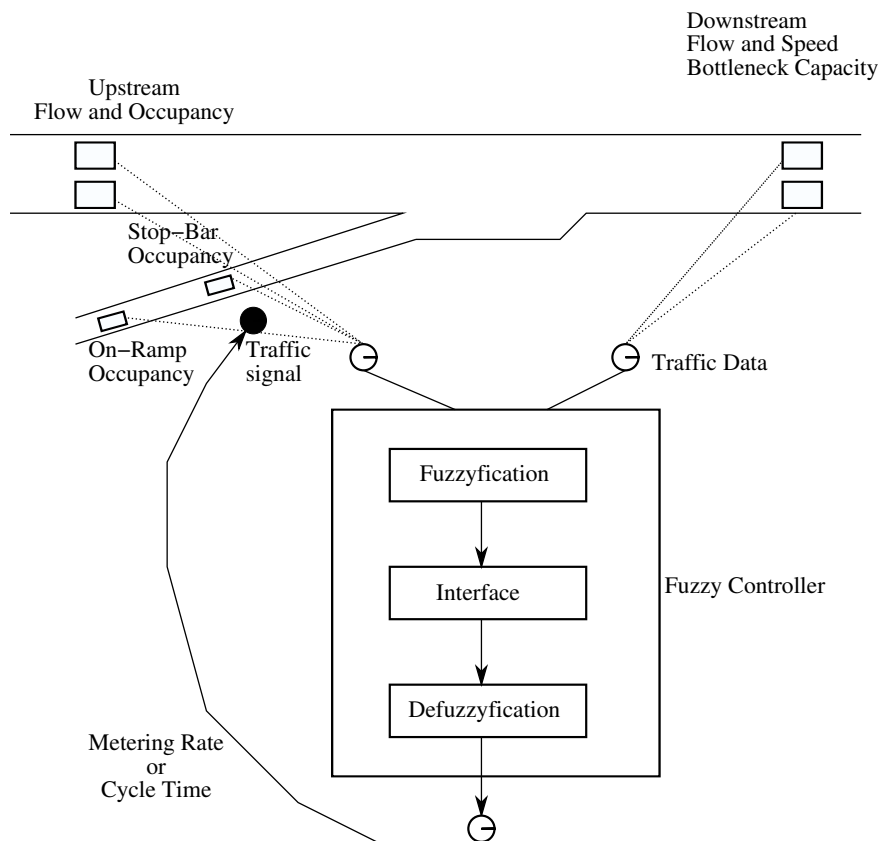 Downstream
Flow and Speed
Bottleneck Capacity
Upstream
Flow and Occupancy
Stop−Bar
Occupancy
On−Ramp
Occupancy
Traffic
signal
Traffic Data
Fuzzyfication
Interface
Fuzzy Controller
Defuzzyfication
Metering Rate
or
Cycle Time